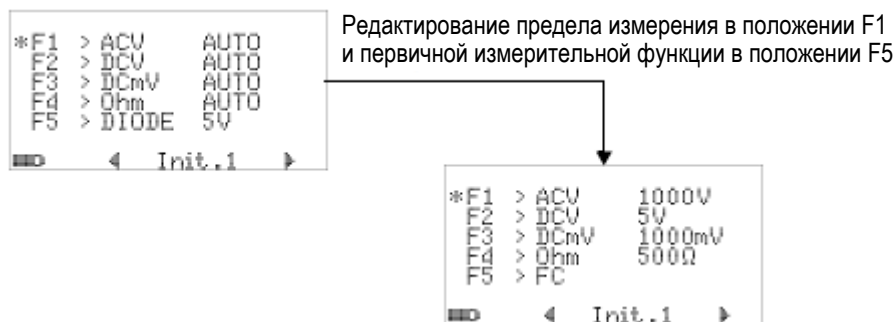 Редактирование предела измерения в положении F1
и первичной измерительной функции в положении F5
*F1 > ACV AUTO
F2 > DCV AUTO
F3 > DCmV AUTO
F4 > Ohm AUTO
F5 > DIODE 5V
Init.1
*F1 > ACV 1000V
F2 > DCV 5V
F3 > DCmV 1000mV
F4 > Ohm 500Ω
F5 > FC
Init.1